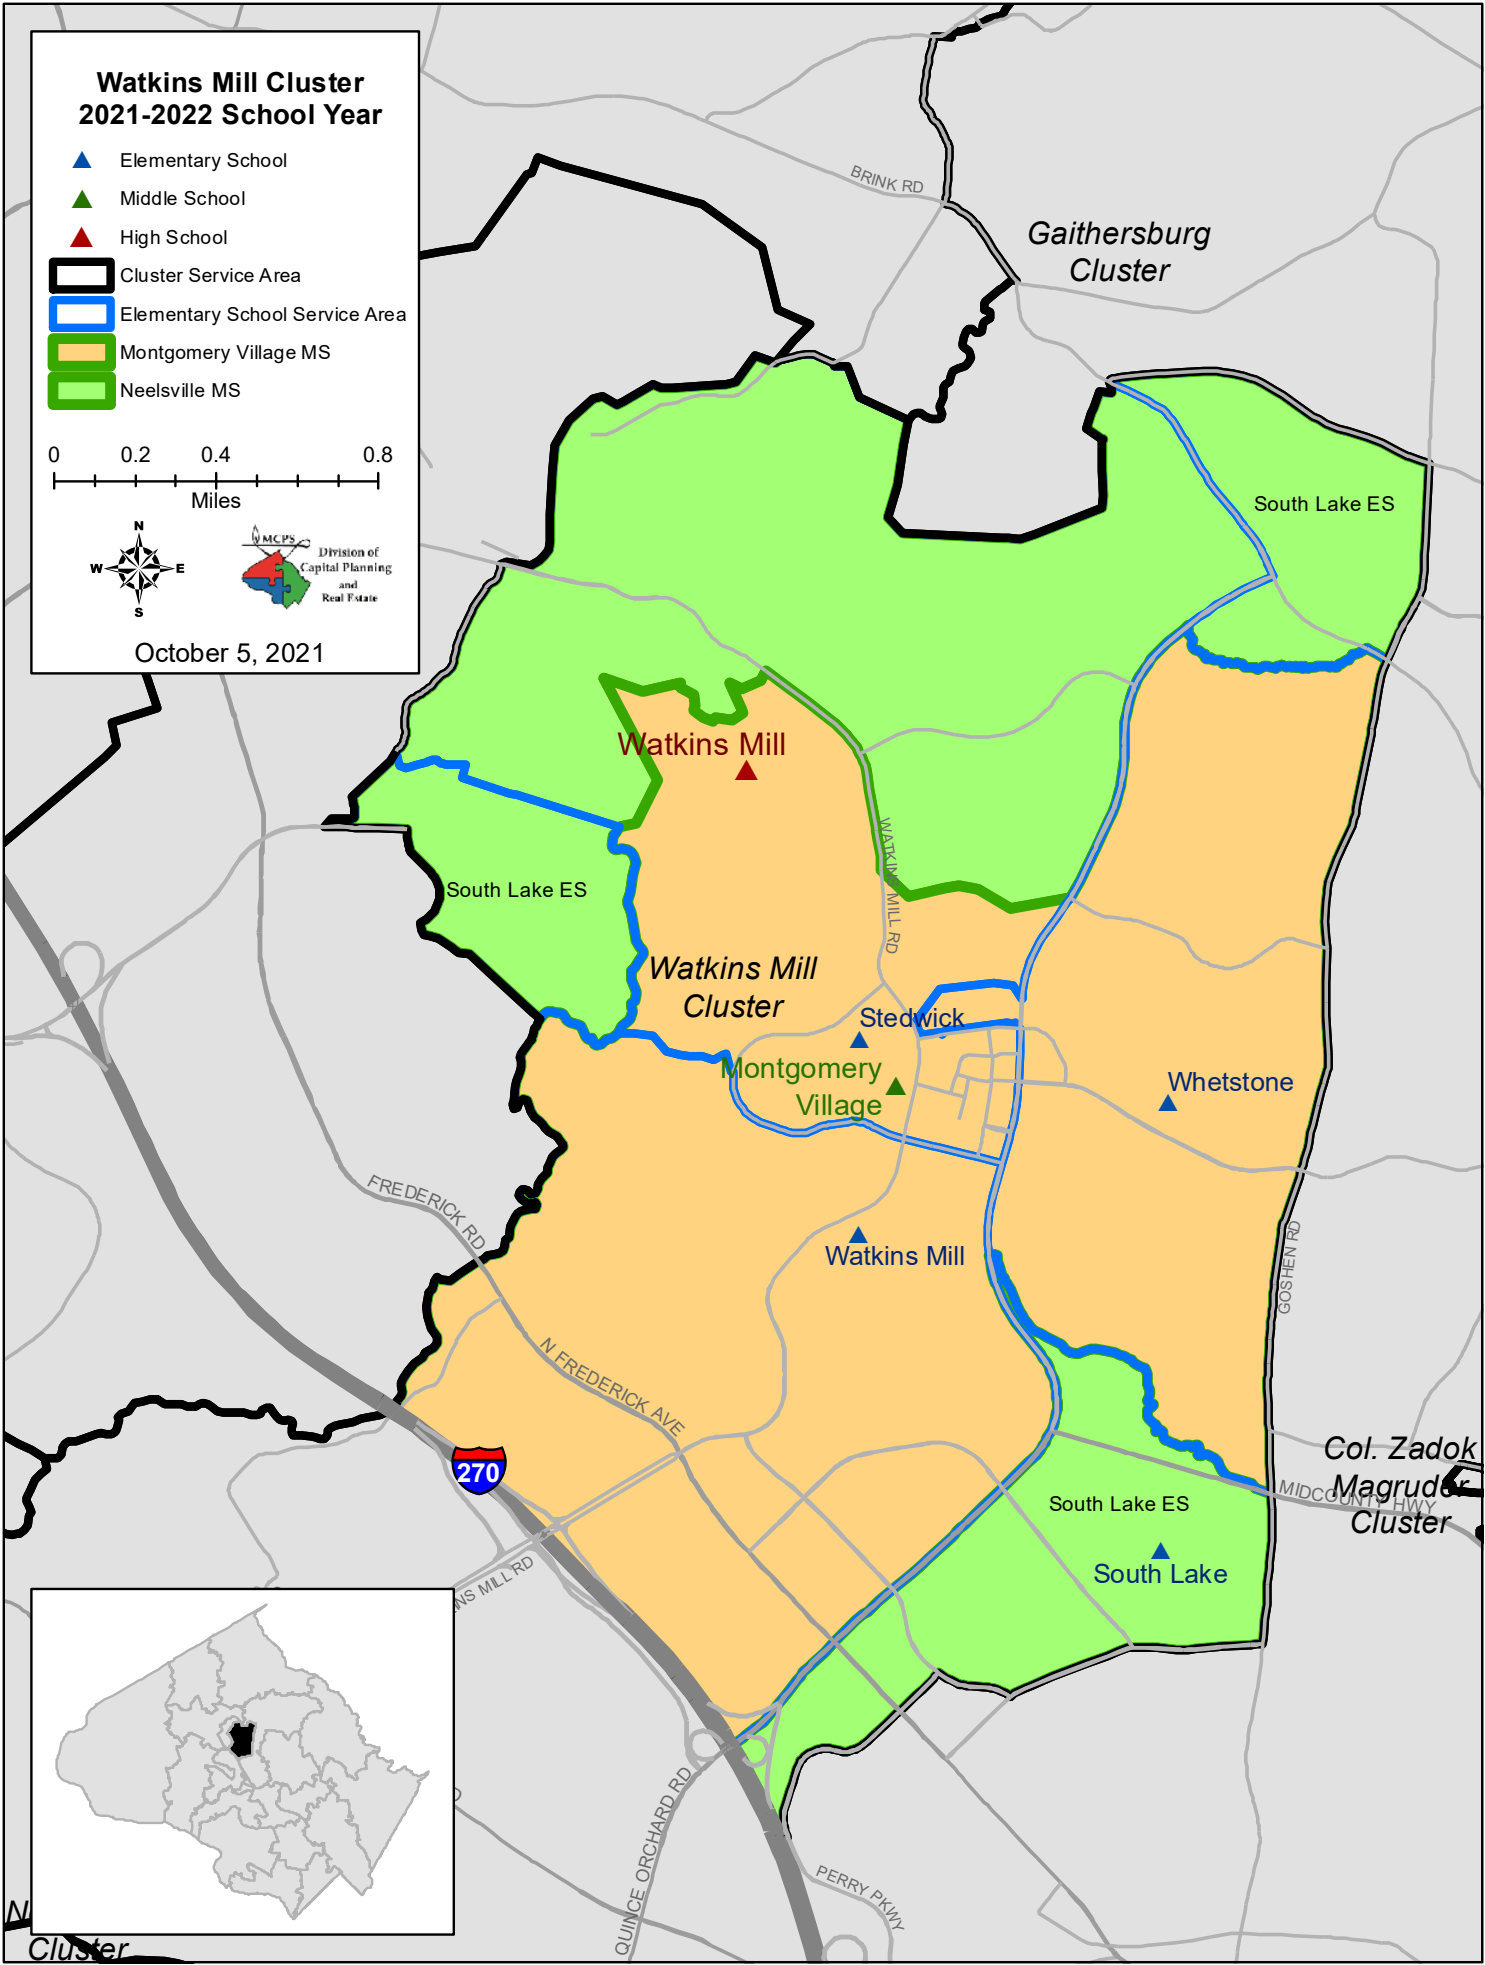 Watkins Mill Cluster
2021-2022 School Year
Elementary School
Middle School
High School
Cluster Service Area
Elementary School Service Area
Montgomery Village MS
Neelsville MS
0 0.2 0.4 0.8
Miles
N
W E
S
MCPS
Division of
Capital Planning
and
Real Estate
October 5, 2021
BRINK RD
Gaithersburg
Cluster
South Lake ES
Watkins Mill
WATKINS MILL RD
South Lake ES
Watkins Mill
Cluster
Stedwick
Montgomery
Village
Whetstone
FREDERICK RD
Watkins Mill
GOSHEN RD
N FREDERICK AVE
270
Col. Zadok
Magruder
Cluster
MIDCOUNTY HWY
South Lake ES
South Lake
MILL RD
QUINCE ORCHARD RD
PERRY PKWY
Cluster